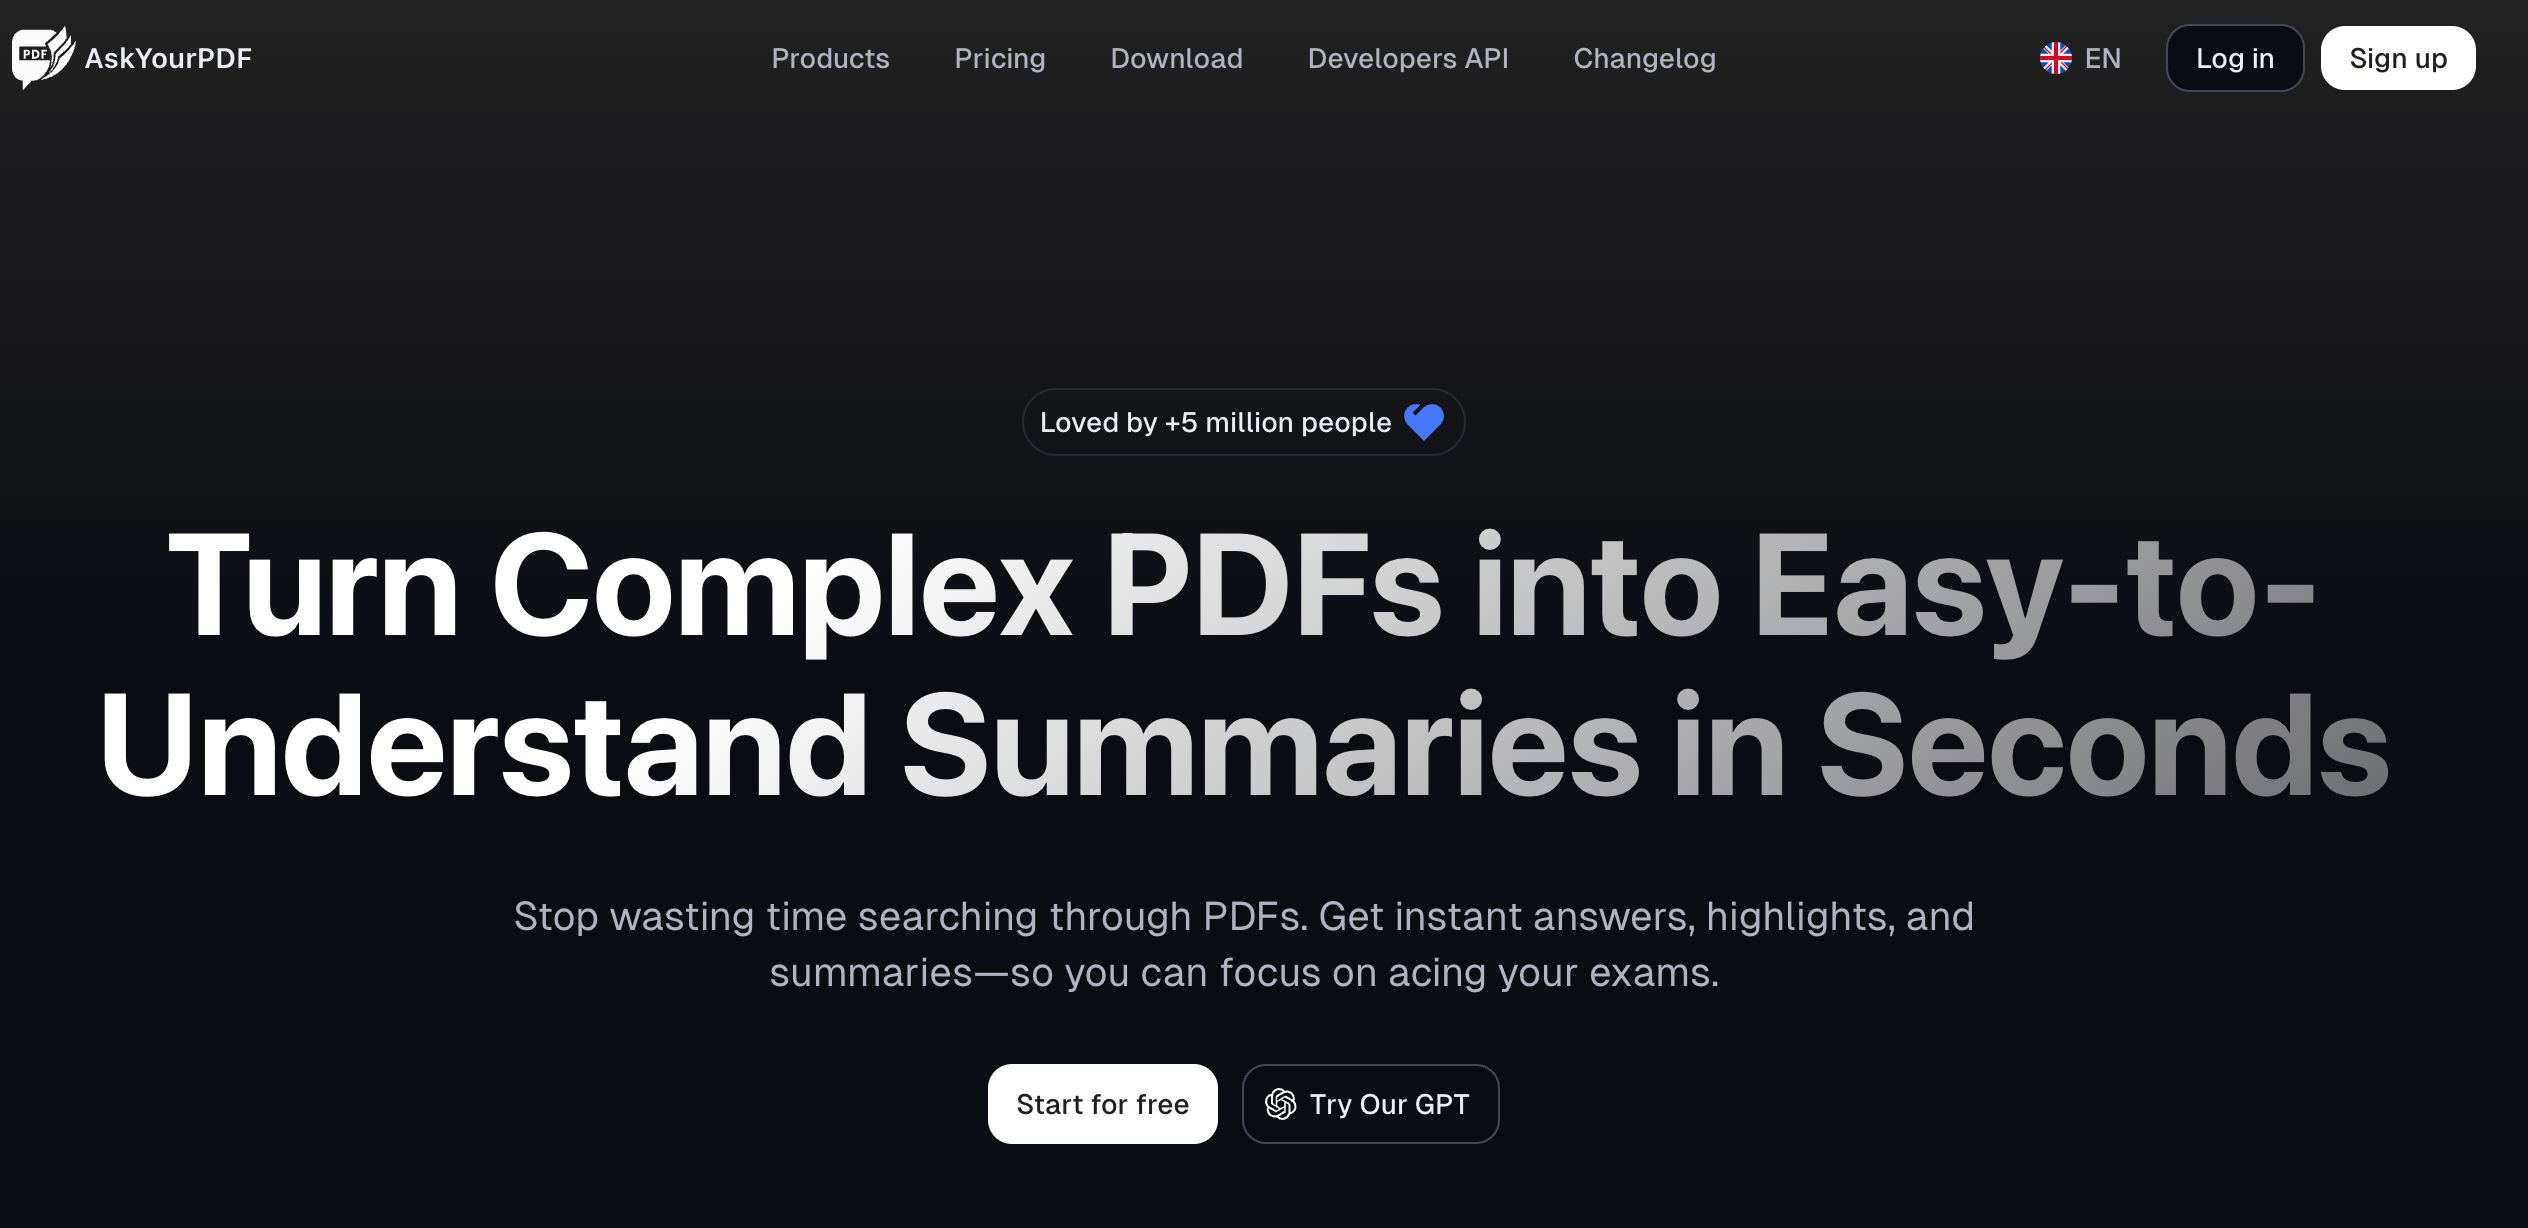 PDF AskYourPDF
Products Pricing Download Developers API Changelog
EN Log in Sign up
Loved by +5 million people
Turn Complex PDFs into Easy-to-
Understand Summaries in Seconds
Stop wasting time searching through PDFs. Get instant answers, highlights, and
summaries—so you can focus on acing your exams.
Start for free Try Our GPT